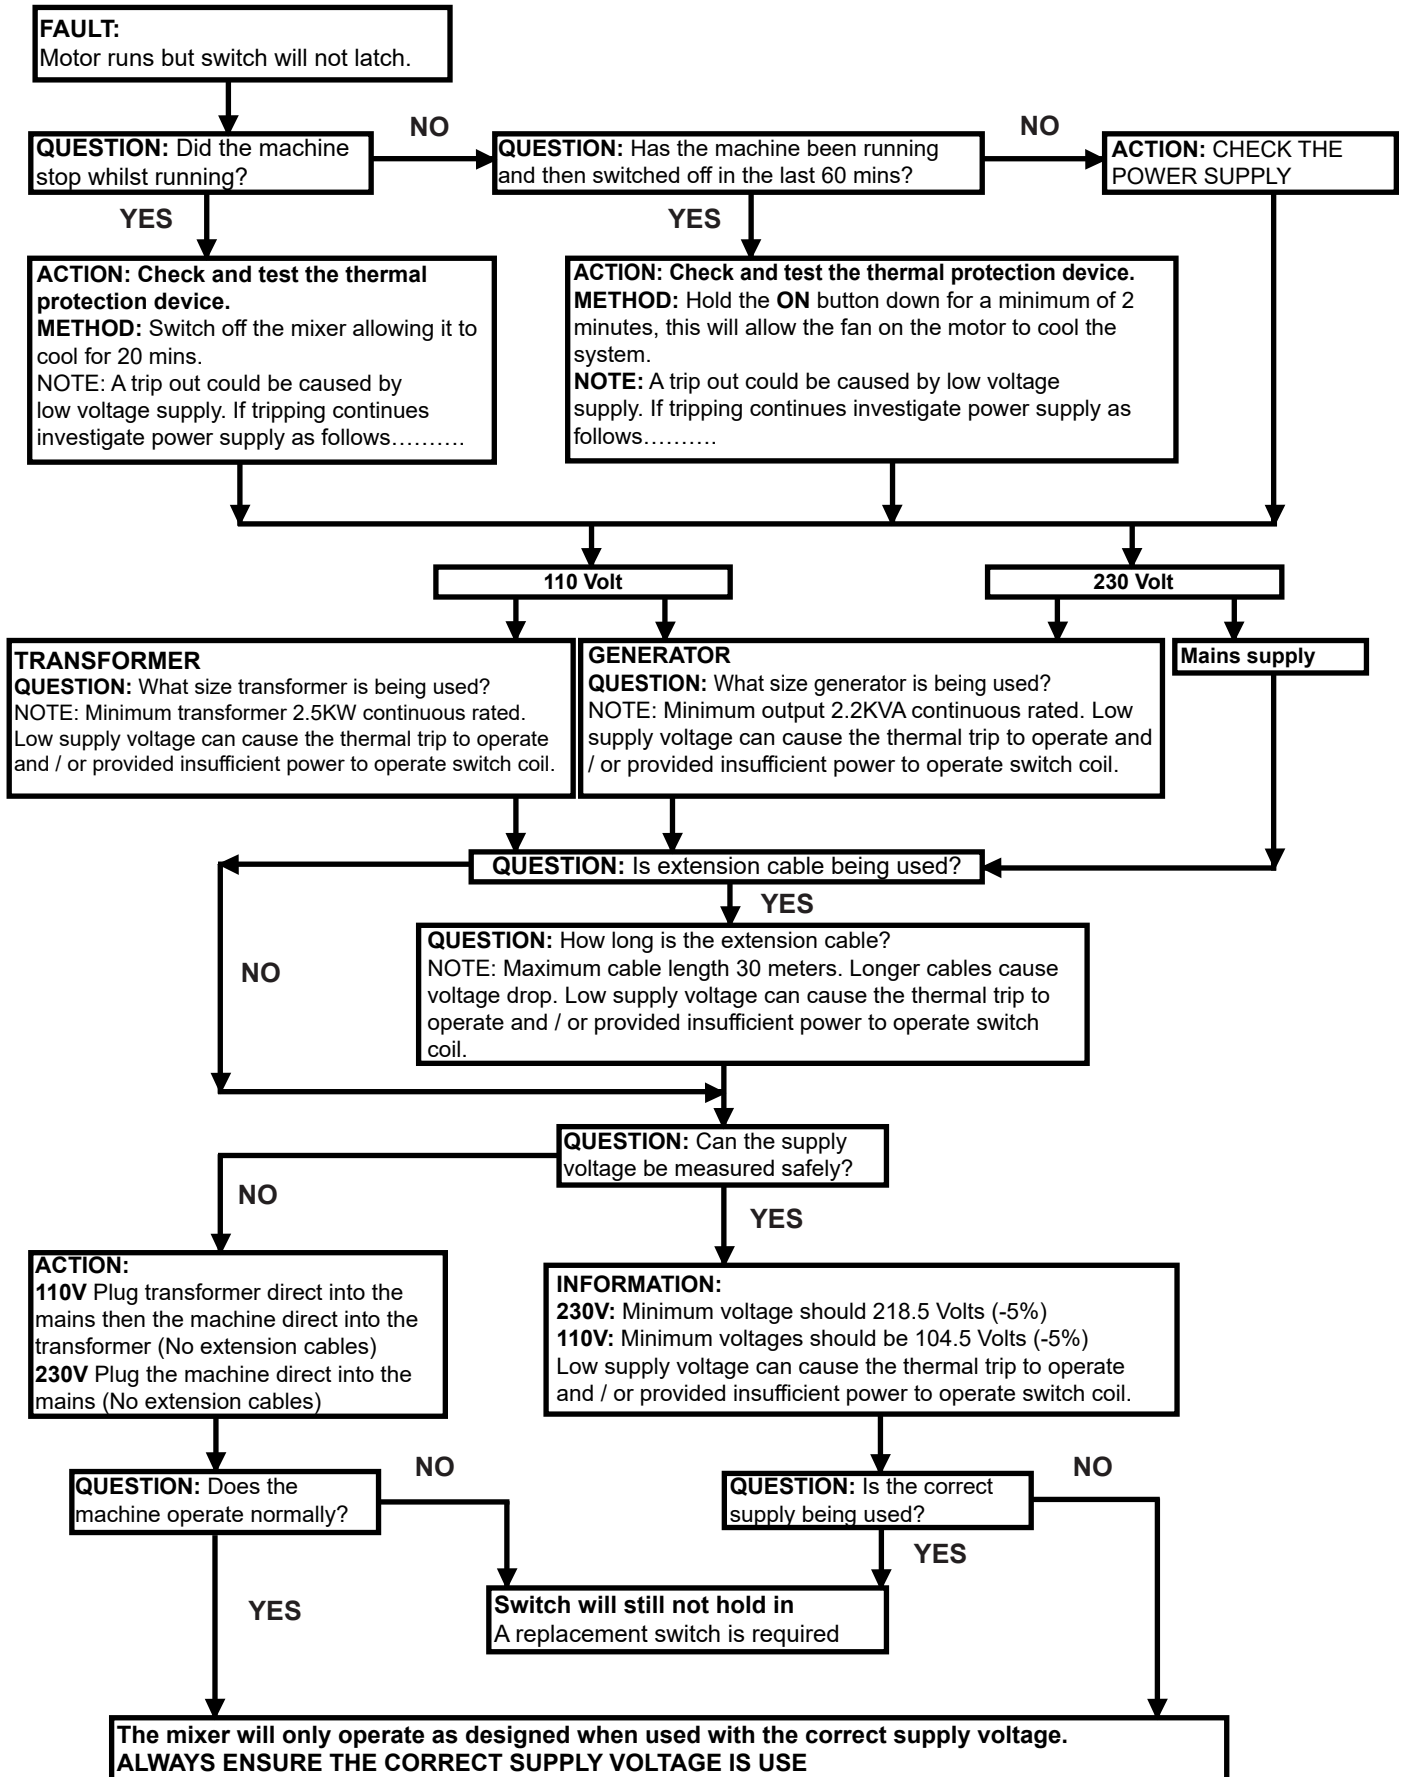 FAULT:
Motor runs but switch will not latch.
NO
NO
QUESTION: Did the machine
stop whilst running?
QUESTION: Has the machine been running
and then switched off in the last 60 mins?
ACTION: CHECK THE
POWER SUPPLY
YES
YES
ACTION: Check and test the thermal
protection device.
METHOD: Switch off the mixer allowing it to
cool for 20 mins.
NOTE: A trip out could be caused by
low voltage supply. If tripping continues
investigate power supply as follows..........
ACTION: Check and test the thermal protection device.
METHOD: Hold the ON button down for a minimum of 2
minutes, this will allow the fan on the motor to cool the
system.
NOTE: A trip out could be caused by low voltage
supply. If tripping continues investigate power supply as
follows..........
110 Volt
230 Volt
TRANSFORMER
QUESTION: What size transformer is being used?
NOTE: Minimum transformer 2.5KW continuous rated.
Low supply voltage can cause the thermal trip to operate
and / or provided insufficient power to operate switch coil.
GENERATOR
QUESTION: What size generator is being used?
NOTE: Minimum output 2.2KVA continuous rated. Low
supply voltage can cause the thermal trip to operate and
/ or provided insufficient power to operate switch coil.
Mains supply
QUESTION: Is extension cable being used?
YES
NO
QUESTION: How long is the extension cable?
NOTE: Maximum cable length 30 meters. Longer cables cause
voltage drop. Low supply voltage can cause the thermal trip to
operate and / or provided insufficient power to operate switch
coil.
QUESTION: Can the supply
voltage be measured safely?
NO
YES
ACTION:
110V Plug transformer direct into the
mains then the machine direct into the
transformer (No extension cables)
230V Plug the machine direct into the
mains (No extension cables)
INFORMATION:
230V: Minimum voltage should 218.5 Volts (-5%)
110V: Minimum voltages should be 104.5 Volts (-5%)
Low supply voltage can cause the thermal trip to operate
and / or provided insufficient power to operate switch coil.
NO
NO
QUESTION: Does the
machine operate normally?
QUESTION: Is the correct
supply being used?
YES
YES
Switch will still not hold in
A replacement switch is required
The mixer will only operate as designed when used with the correct supply voltage.
ALWAYS ENSURE THE CORRECT SUPPLY VOLTAGE IS USE